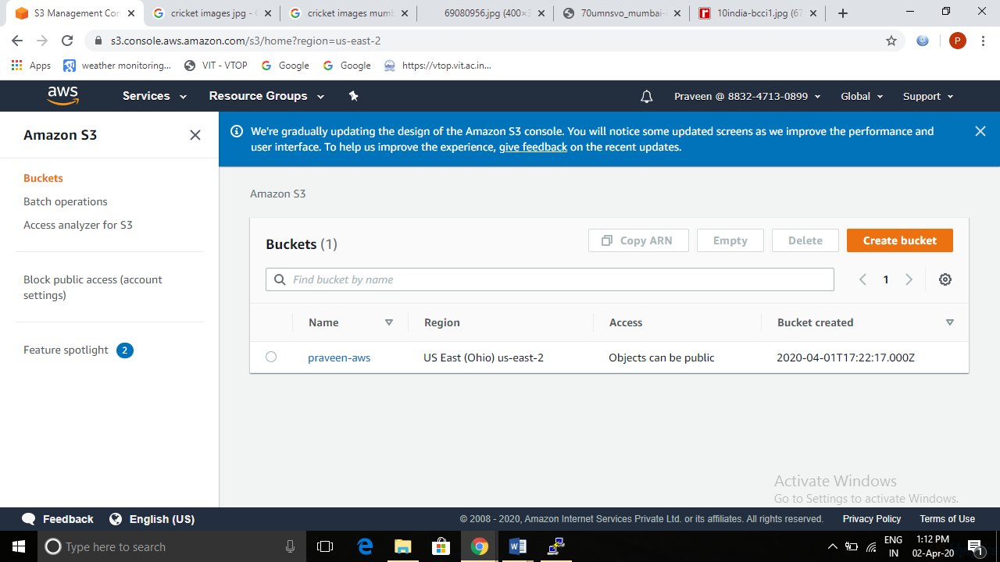 S3 Management Con
cricket images jpg - G
cricket images mumb
69080956.jpg (400×3
70umnsvo_mumbai-
10india-bcci1.jpg (67
s3.console.aws.amazon.com/s3/home?region=us-east-2
P
Apps
weather monitoring...
VIT - VTOP
Google
Google
https://vtop.vit.ac.in...
aws
Services
Resource Groups
Praveen @ 8832-4713-0899
Global
Support
Amazon S3
We're gradually updating the design of the Amazon S3 console. You will notice some updated screens as we improve the performance and
user interface. To help us improve the experience, give feedback on the recent updates.
Buckets
Batch operations
Access analyzer for S3
Block public access (account
settings)
Feature spotlight 2
Amazon S3
Buckets (1)
Copy ARN
Empty
Delete
Create bucket
Find bucket by name
1
Name
Region
Access
Bucket created
praveen-aws
US East (Ohio) us-east-2
Objects can be public
2020-04-01T17:22:17.000Z
Activate Windows
Go to Settings to activate Windows.
Feedback
English (US)
© 2008 - 2020, Amazon Internet Services Private Ltd. or its affiliates. All rights reserved.
Privacy Policy
Terms of Use
Type here to search
ENG
IN
1:12 PM
02-Apr-20
1